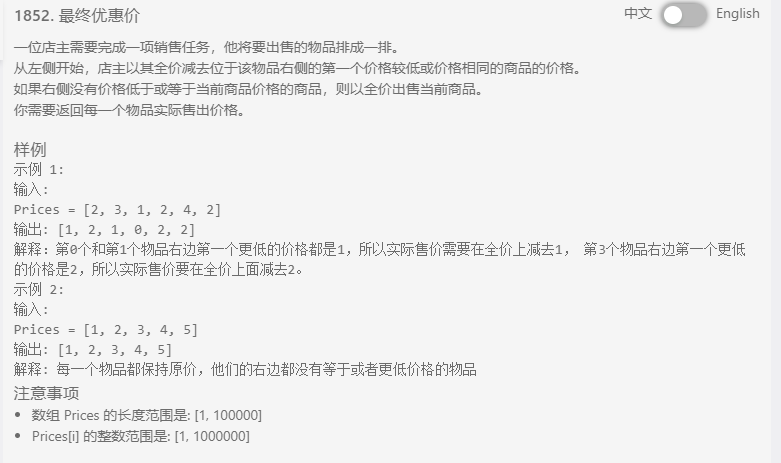 1852. 最终优惠价
中文 English
一位店主需要完成一项销售任务，他将要出售的物品排成一排。
从左侧开始，店主以其全价减去位于该物品右侧的第一个价格较低或价格相同的商品的价格。
如果右侧没有价格低于或等于当前商品价格的商品，则以全价出售当前商品。
你需要返回每一个物品实际售出价格。
样例
示例 1:
输入:
Prices = [2, 3, 1, 2, 4, 2]
输出: [1, 2, 1, 0, 2, 2]
解释: 第0个和第1个物品右边第一个更低的价格都是1，所以实际售价需要在全价上减去1， 第3个物品右边第一个更低
的价格是2，所以实际售价要在全价上面减去2。
示例 2:
输入:
Prices = [1, 2, 3, 4, 5]
输出: [1, 2, 3, 4, 5]
解释: 每一个物品都保持原价，他们的右边都没有等于或者更低价格的物品
注意事项
• 数组 Prices 的长度范围是: [1, 100000]
• Prices[i] 的整数范围是: [1, 1000000]